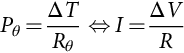 P_θ = ΔT / R_θ ⇔ I = ΔV / R